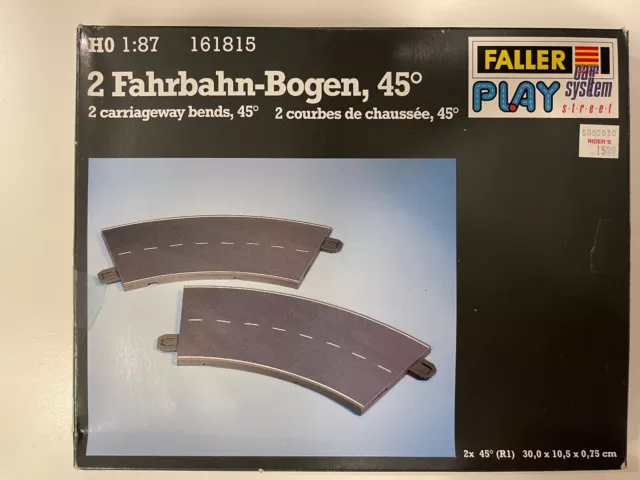 H0 1:87 161815
2 Fahrbahn-Bogen, 45°
2 carriageway bends, 45° 2 courbes de chaussée, 45°
FALLER
PLAY
car
system
street
RIDER'S
2x 45° (R1) 30,0 x 10,5 x 0,75 cm